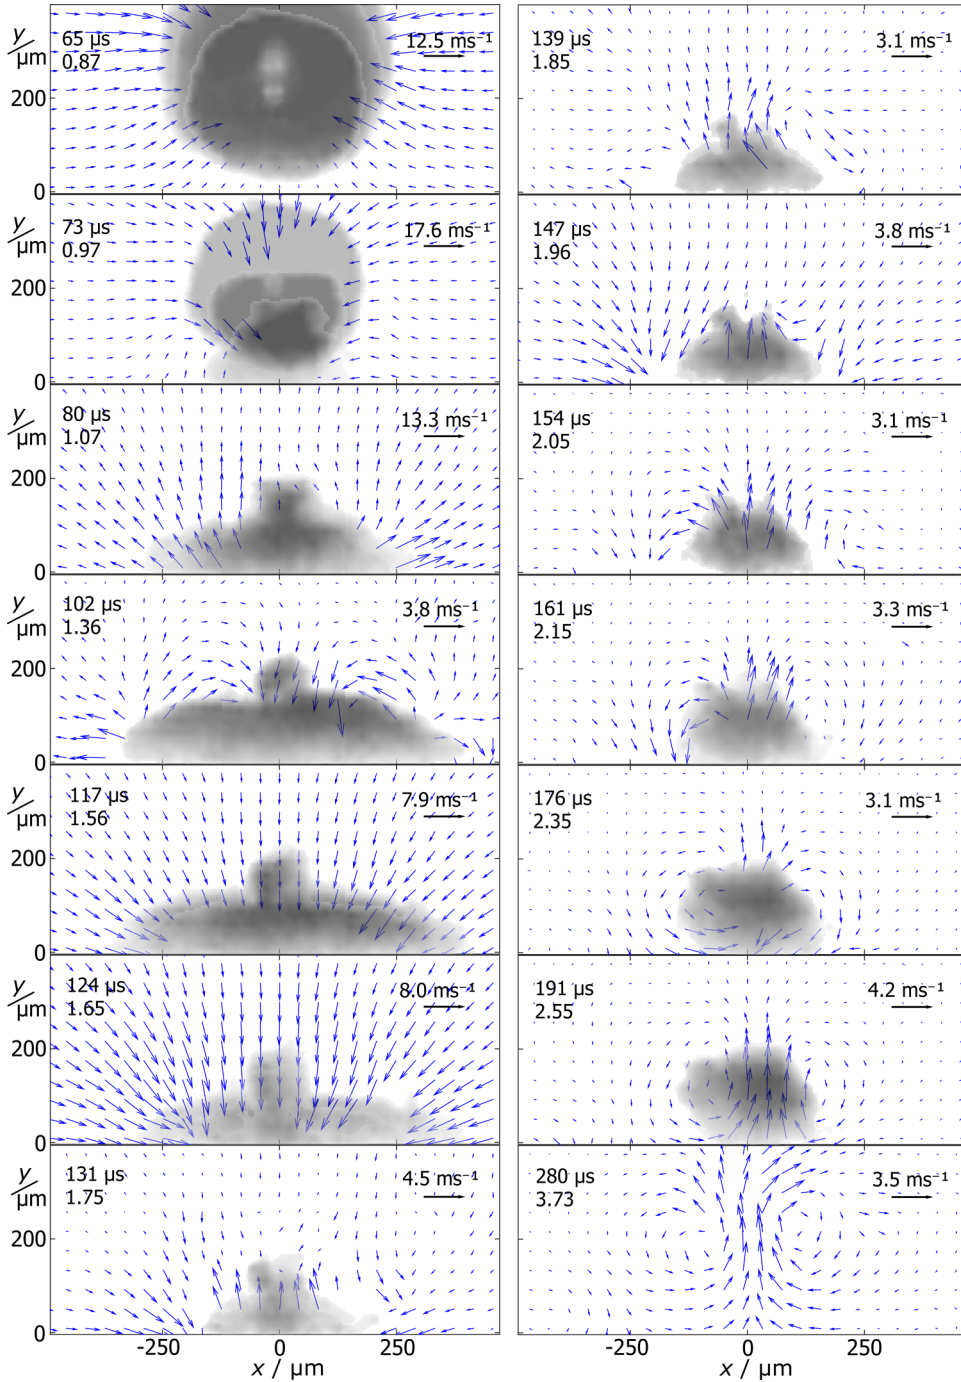 y/µm
65 µs
0.87
12.5 ms⁻¹
200
0
y/µm
73 µs
0.97
17.6 ms⁻¹
200
0
y/µm
80 µs
1.07
13.3 ms⁻¹
200
0
y/µm
102 µs
1.36
3.8 ms⁻¹
200
0
y/µm
117 µs
1.56
7.9 ms⁻¹
200
0
y/µm
124 µs
1.65
8.0 ms⁻¹
200
0
y/µm
131 µs
1.75
4.5 ms⁻¹
200
0
-250 0 250
x / µm
139 µs
1.85
3.1 ms⁻¹
147 µs
1.96
3.8 ms⁻¹
154 µs
2.05
3.1 ms⁻¹
161 µs
2.15
3.3 ms⁻¹
176 µs
2.35
3.1 ms⁻¹
191 µs
2.55
4.2 ms⁻¹
280 µs
3.73
3.5 ms⁻¹
-250 0 250
x / µm